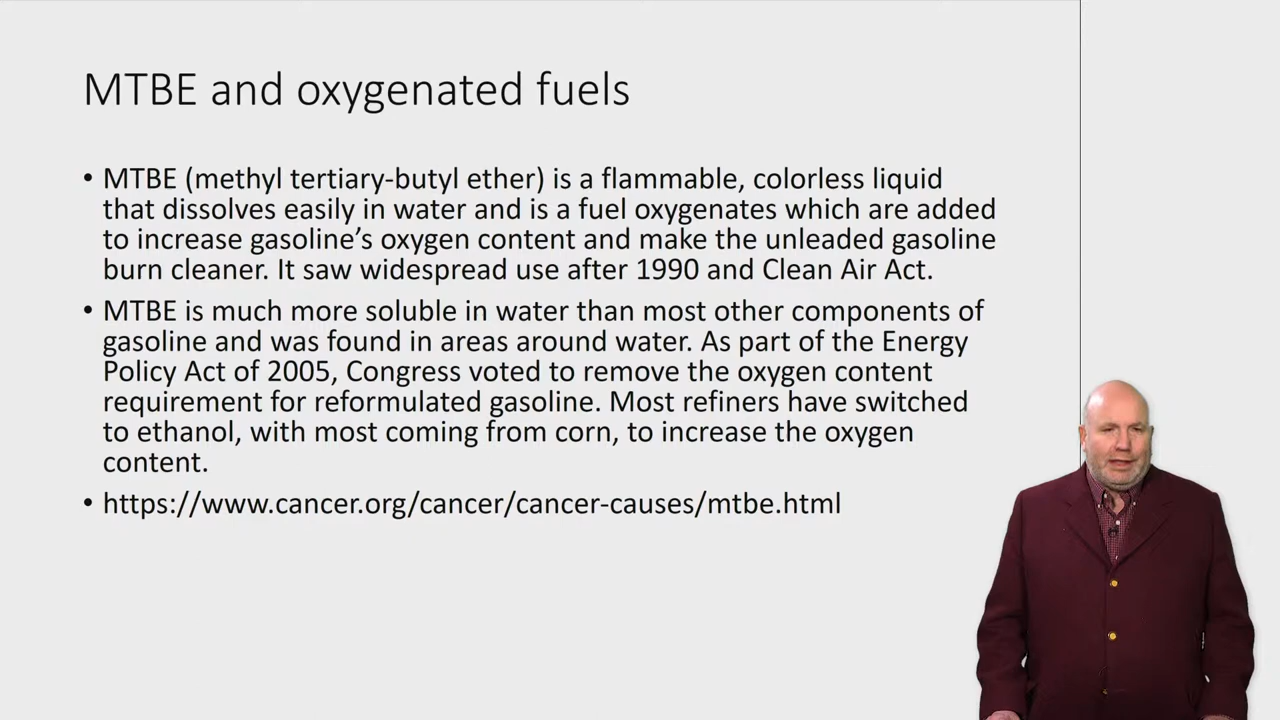 MTBE and oxygenated fuels
• MTBE (methyl tertiary-butyl ether) is a flammable, colorless liquid
that dissolves easily in water and is a fuel oxygenates which are added
to increase gasoline’s oxygen content and make the unleaded gasoline
burn cleaner. It saw widespread use after 1990 and Clean Air Act.
• MTBE is much more soluble in water than most other components of
gasoline and was found in areas around water. As part of the Energy
Policy Act of 2005, Congress voted to remove the oxygen content
requirement for reformulated gasoline. Most refiners have switched
to ethanol, with most coming from corn, to increase the oxygen
content.
• https://www.cancer.org/cancer/cancer-causes/mtbe.html